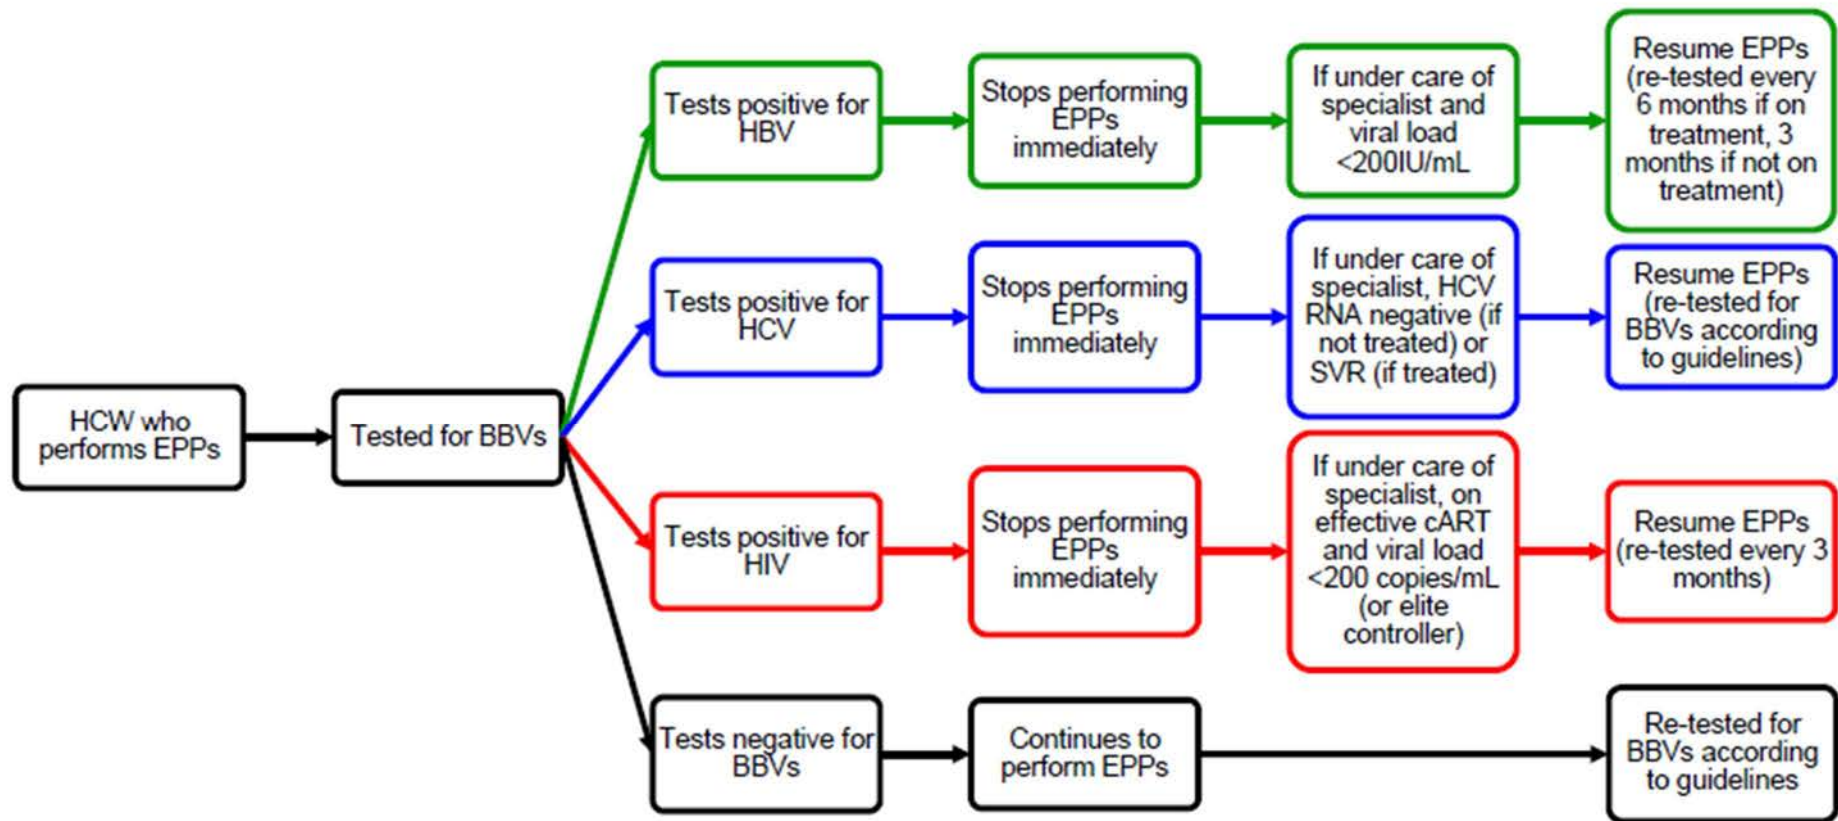 HCW who
performs EPPs
Tested for BBVs
Tests positive for
HBV
Stops performing
EPPs
immediately
If under care of
specialist and
viral load
<200IU/mL
Resume EPPs
(re-tested every
6 months if on
treatment, 3
months if not on
treatment)
Tests positive for
HCV
Stops performing
EPPs
immediately
If under care of
specialist, HCV
RNA negative (if
not treated) or
SVR (if treated)
Resume EPPs
(re-tested for
BBVs according
to guidelines)
Tests positive for
HIV
Stops performing
EPPs
immediately
If under care of
specialist, on
effective cART
and viral load
<200 copies/mL
(or elite
controller)
Resume EPPs
(re-tested every 3
months)
Tests negative for
BBVs
Continues to
perform EPPs
Re-tested for
BBVs according
to guidelines